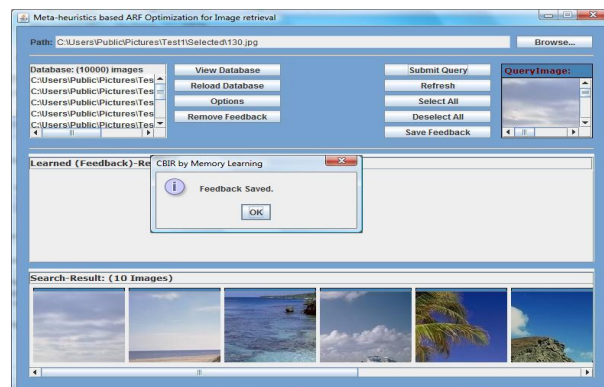 Meta-heuristics based ARF Optimization for Image retrieval
Path: C:\Users\Public\Pictures\Test1\Selected\130.jpg
Browse...
Database: (10000) images
C:\Users\Public\Pictures\Tes
C:\Users\Public\Pictures\Tes
C:\Users\Public\Pictures\Tes
C:\Users\Public\Pictures\Tes
C:\Users\Public\Pictures\Tes
View Database
Reload Database
Options
Remove Feedback
Submit Query
Refresh
Select All
Deselect All
Save Feedback
QueryImage:
Learned (Feedback)-Re
CBIR by Memory Learning
Feedback Saved.
OK
Search-Result: (10 Images)